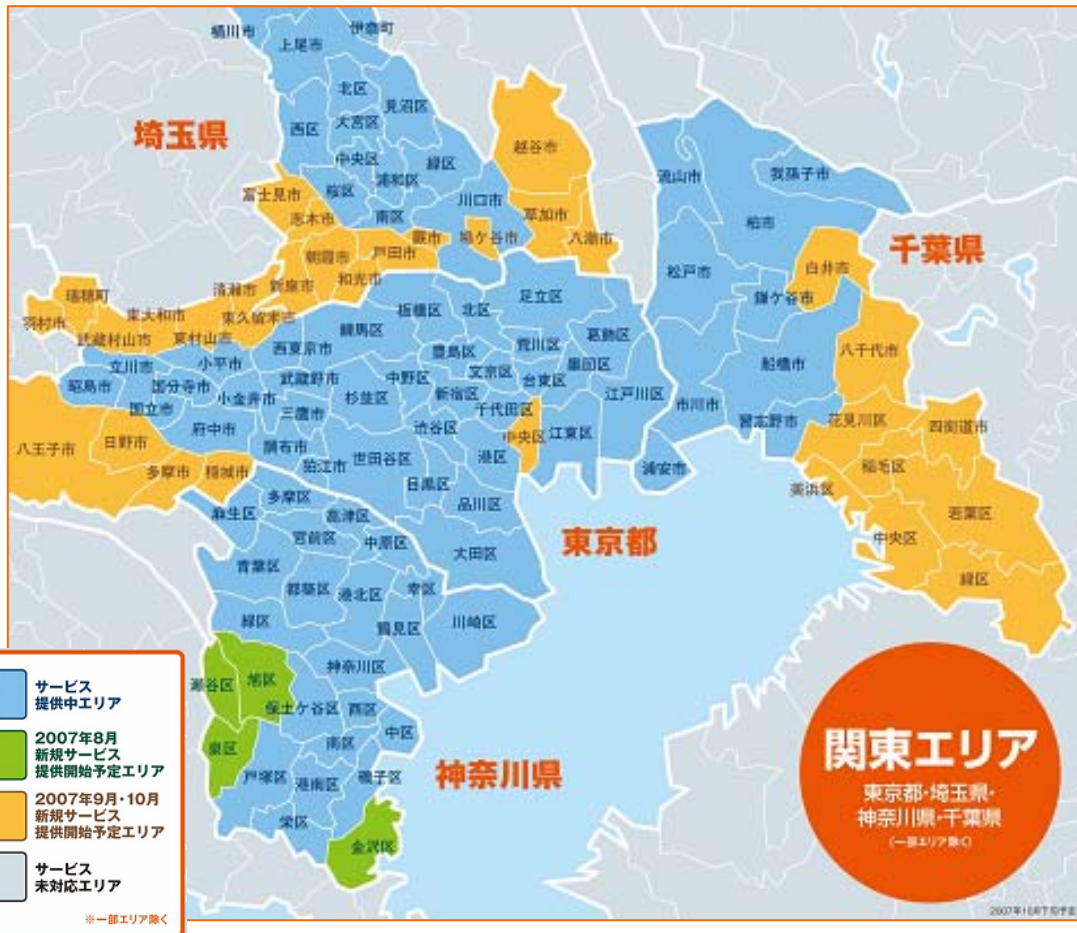 桶川市
伊奈町
上尾市
北区
見沼区
西区
大宮区
埼玉県
中央区
緑区
浦和区
桜区
川口市
南区
富士見市
志木市
越谷市
草加市
八潮市
蕨市
鳩ケ谷市
戸田市
朝霞市
和光市
新座市
清瀬市
流山市
我孫子市
柏市
千葉県
松戸市
白井市
鎌ケ谷市
瑞穂町
羽村市
東大和市
東久留米市
武蔵村山市
東村山市
板橋区
北区
足立区
練馬区
西東京市
豊島区
荒川区
葛飾区
立川市
小平市
文京区
墨田区
船橋市
八千代市
昭島市
国分寺市
武蔵野市
中野区
台東区
江戸川区
小金井市
杉並区
新宿区
国立市
三鷹市
千代田区
市川市
習志野市
花見川区
四街道市
府中市
渋谷区
中央区
江東区
八王子市
日野市
調布市
狛江市
世田谷区
港区
浦安市
稲毛区
多摩市
稲城市
目黒区
美浜区
多摩区
品川区
麻生区
高津区
若葉区
宮前区
中原区
東京都
中央区
大田区
青葉区
都築区
港北区
幸区
緑区
緑区
鶴見区
川崎区
神奈川区
瀬谷区
旭区
保土ケ谷区
西区
中区
泉区
南区
戸塚区
港南区
磯子区
神奈川県
栄区
金沢区
サービス
提供中エリア
2007年8月
新規サービス
提供開始予定エリア
2007年9月・10月
新規サービス
提供開始予定エリア
サービス
未対応エリア
※一部エリア除く
関東エリア
東京都・埼玉県・
神奈川県・千葉県
(一部エリア除く)